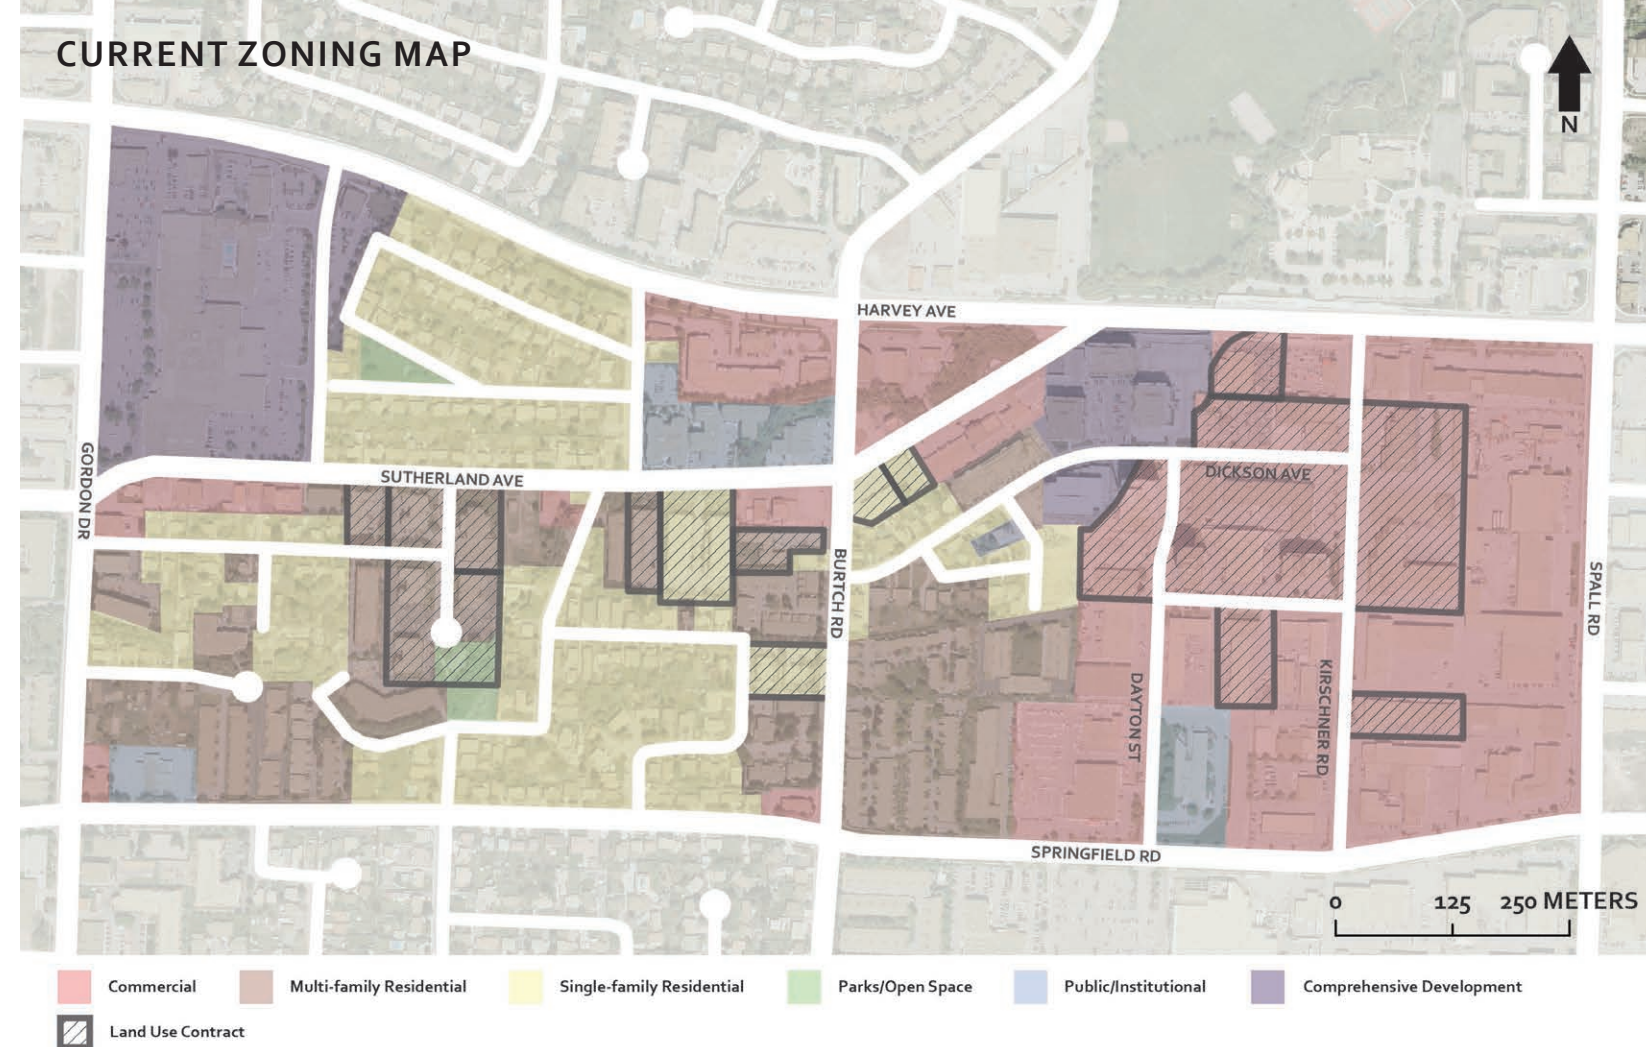 CURRENT ZONING MAP
N
HARVEY AVE
GORDON DR
SUTHERLAND AVE
DICKSON AVE
BURTCH RD
SPALL RD
DAYTON ST
KIRSCHNER RD
SPRINGFIELD RD
0 125 250 METERS
Commercial
Multi-family Residential
Single-family Residential
Parks/Open Space
Public/Institutional
Comprehensive Development
Land Use Contract